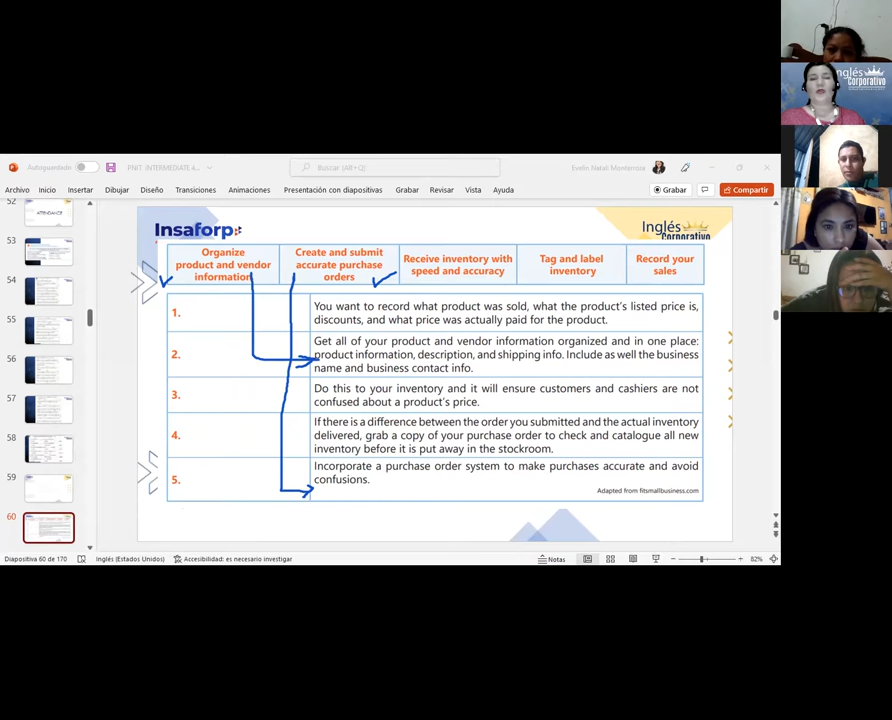 Inglés
Corporativo
Autoguardado
PNIT: INTERMEDIATE 4...
Buscar (Alt+Q)
Evelin Natali Monterrosa
Archivo Inicio Insertar Dibujar Diseño Transiciones Animaciones Presentación con diapositivas Grabar Revisar Vista Ayuda Grabar Compartir
52
ATENDANCE
53
54
55
56
57
58
59
60
Insaforp
Inglés
Corporativo
Organize
product and vendor
information
Create and submit
accurate purchase
orders
Receive inventory with
speed and accuracy
Tag and label
inventory
Record your
sales
1.
You want to record what product was sold, what the product's listed price is,
discounts, and what price was actually paid for the product.
2.
Get all of your product and vendor information organized and in one place:
product information, description, and shipping info. Include as well the business
name and business contact info.
3.
Do this to your inventory and it will ensure customers and cashiers are not
confused about a product's price.
4.
If there is a difference between the order you submitted and the actual inventory
delivered, grab a copy of your purchase order to check and catalogue all new
inventory before it is put away in the stockroom.
5.
Incorporate a purchase order system to make purchases accurate and avoid
confusions.
Adapted from fitsmallbusiness.com
Diapositiva 60 de 170 Inglés (Estados Unidos) Accesibilidad: es necesario investigar Notas 82%